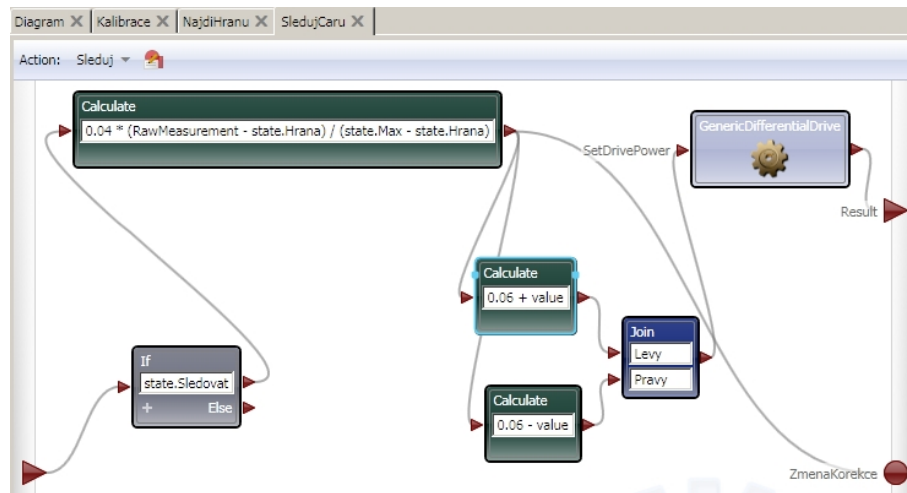 Diagram Kalibrace NajdiHranu SledujCaru
Action: Sleduj
Calculate
0.04 * (RawMeasurement - state.Hrana) / (state.Max - state.Hrana)
GenericDifferentialDrive
SetDrivePower
Result
Calculate
0.06 + value
Join
Levy
Pravy
If
state.Sledovat
+ Else
Calculate
0.06 - value
ZmenaKorekce